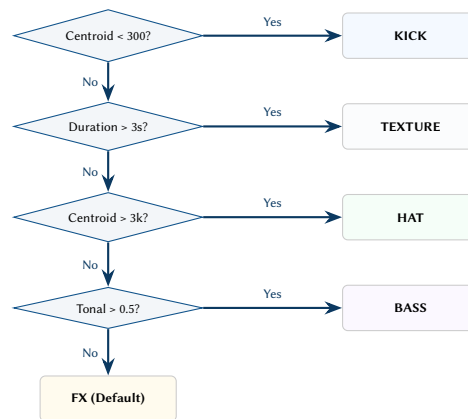 Centroid < 300?
Yes
KICK
No
Duration > 3s?
Yes
TEXTURE
No
Centroid > 3k?
Yes
HAT
No
Tonal > 0.5?
Yes
BASS
No
FX (Default)